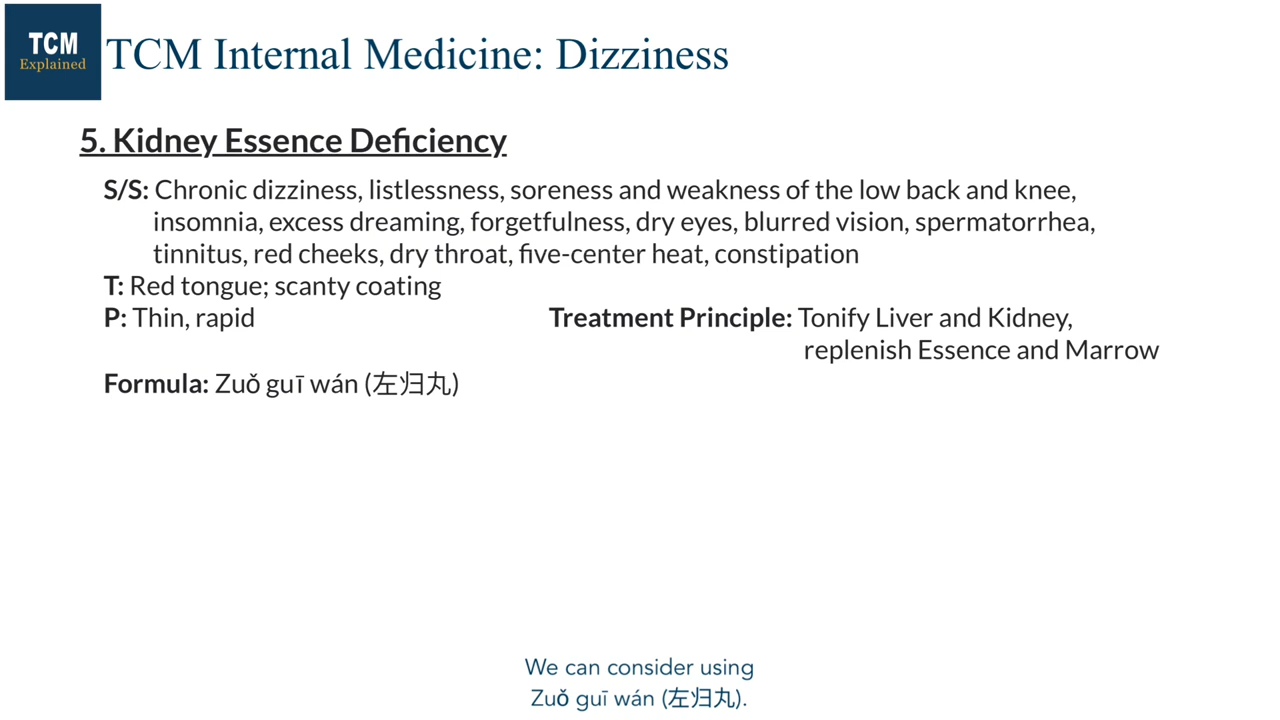 TCM
Explained
TCM Internal Medicine: Dizziness
5. Kidney Essence Deficiency
S/S: Chronic dizziness, listlessness, soreness and weakness of the low back and knee,
insomnia, excess dreaming, forgetfulness, dry eyes, blurred vision, spermatorrhea,
tinnitus, red cheeks, dry throat, five-center heat, constipation
T: Red tongue; scanty coating
P: Thin, rapid
Treatment Principle: Tonify Liver and Kidney,
replenish Essence and Marrow
Formula: Zuǒ guī wán (左归丸)
We can consider using
Zuǒ guī wán (左归丸).